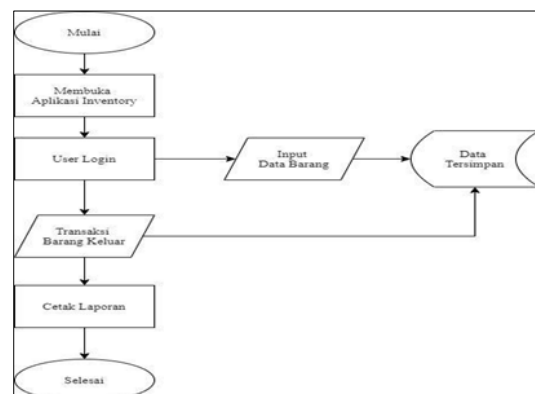 Mulai
Membuka
Aplikasi Inventory
User Login
Input
Data Barang
Data
Tersimpan
Transaksi
Barang Keluar
Cetak Laporan
Selesai